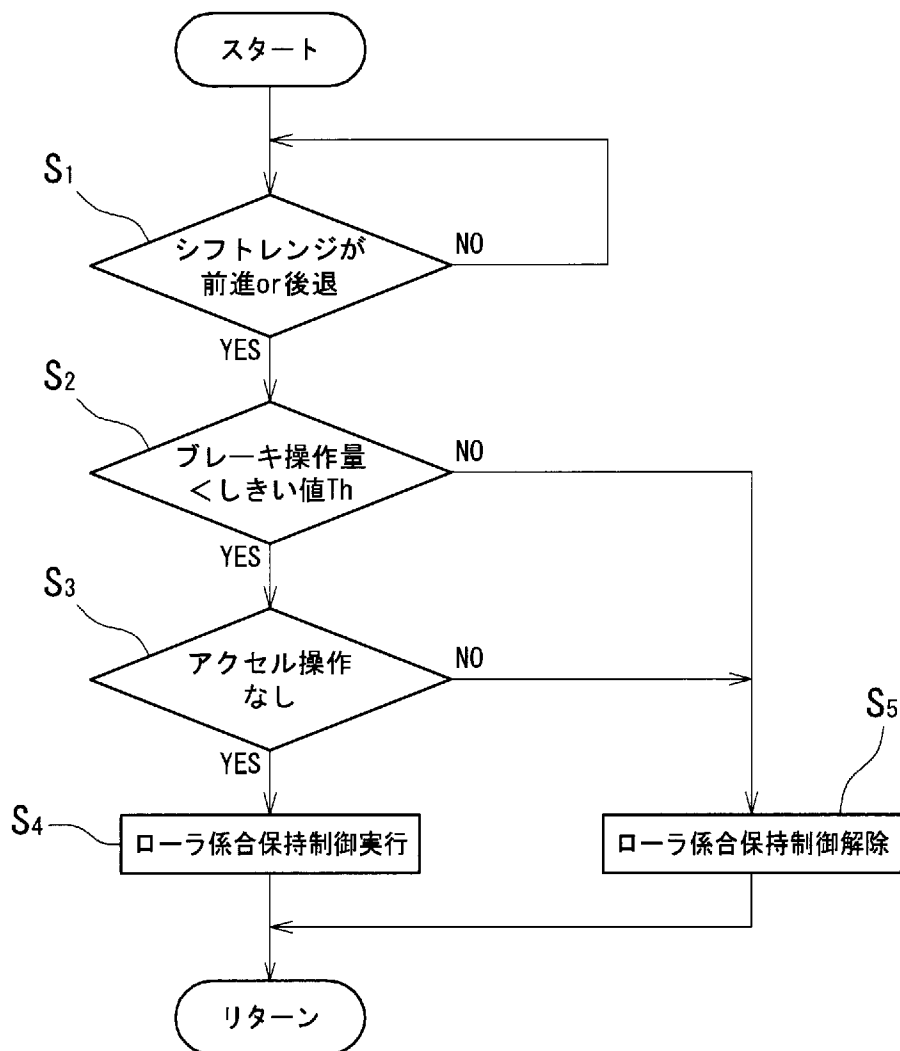 スタート
S1
シフトレンジが
前進or後退
NO
YES
S2
ブレーキ操作量
<しきい値Th
NO
YES
S3
アクセル操作
なし
NO
YES
S4
ローラ係合保持制御実行
S5
ローラ係合保持制御解除
リターン